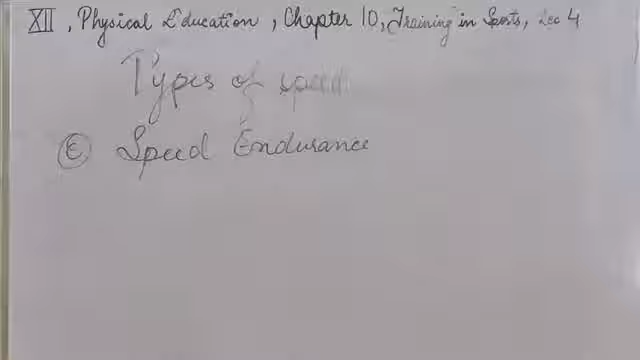 XII, Physical Education, Chapter 10, Training in Sports, Lec 4
Types of speed
E Speed Endurance